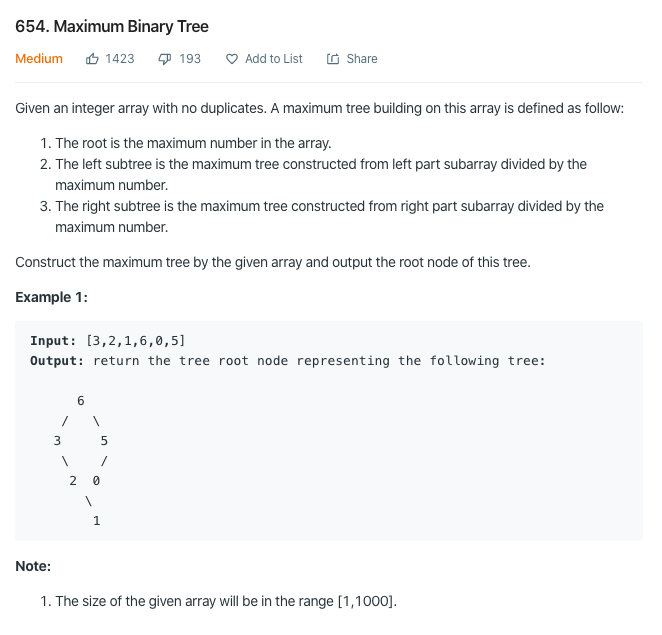 654. Maximum Binary Tree
Medium 1423 193 Add to List Share
Given an integer array with no duplicates. A maximum tree building on this array is defined as follow:
1. The root is the maximum number in the array.
2. The left subtree is the maximum tree constructed from left part subarray divided by the
maximum number.
3. The right subtree is the maximum tree constructed from right part subarray divided by the
maximum number.
Construct the maximum tree by the given array and output the root node of this tree.
Example 1:
Input: [3,2,1,6,0,5]
Output: return the tree root node representing the following tree:
6
/ \
3 5
\ /
2 0
\
1
Note:
1. The size of the given array will be in the range [1,1000].